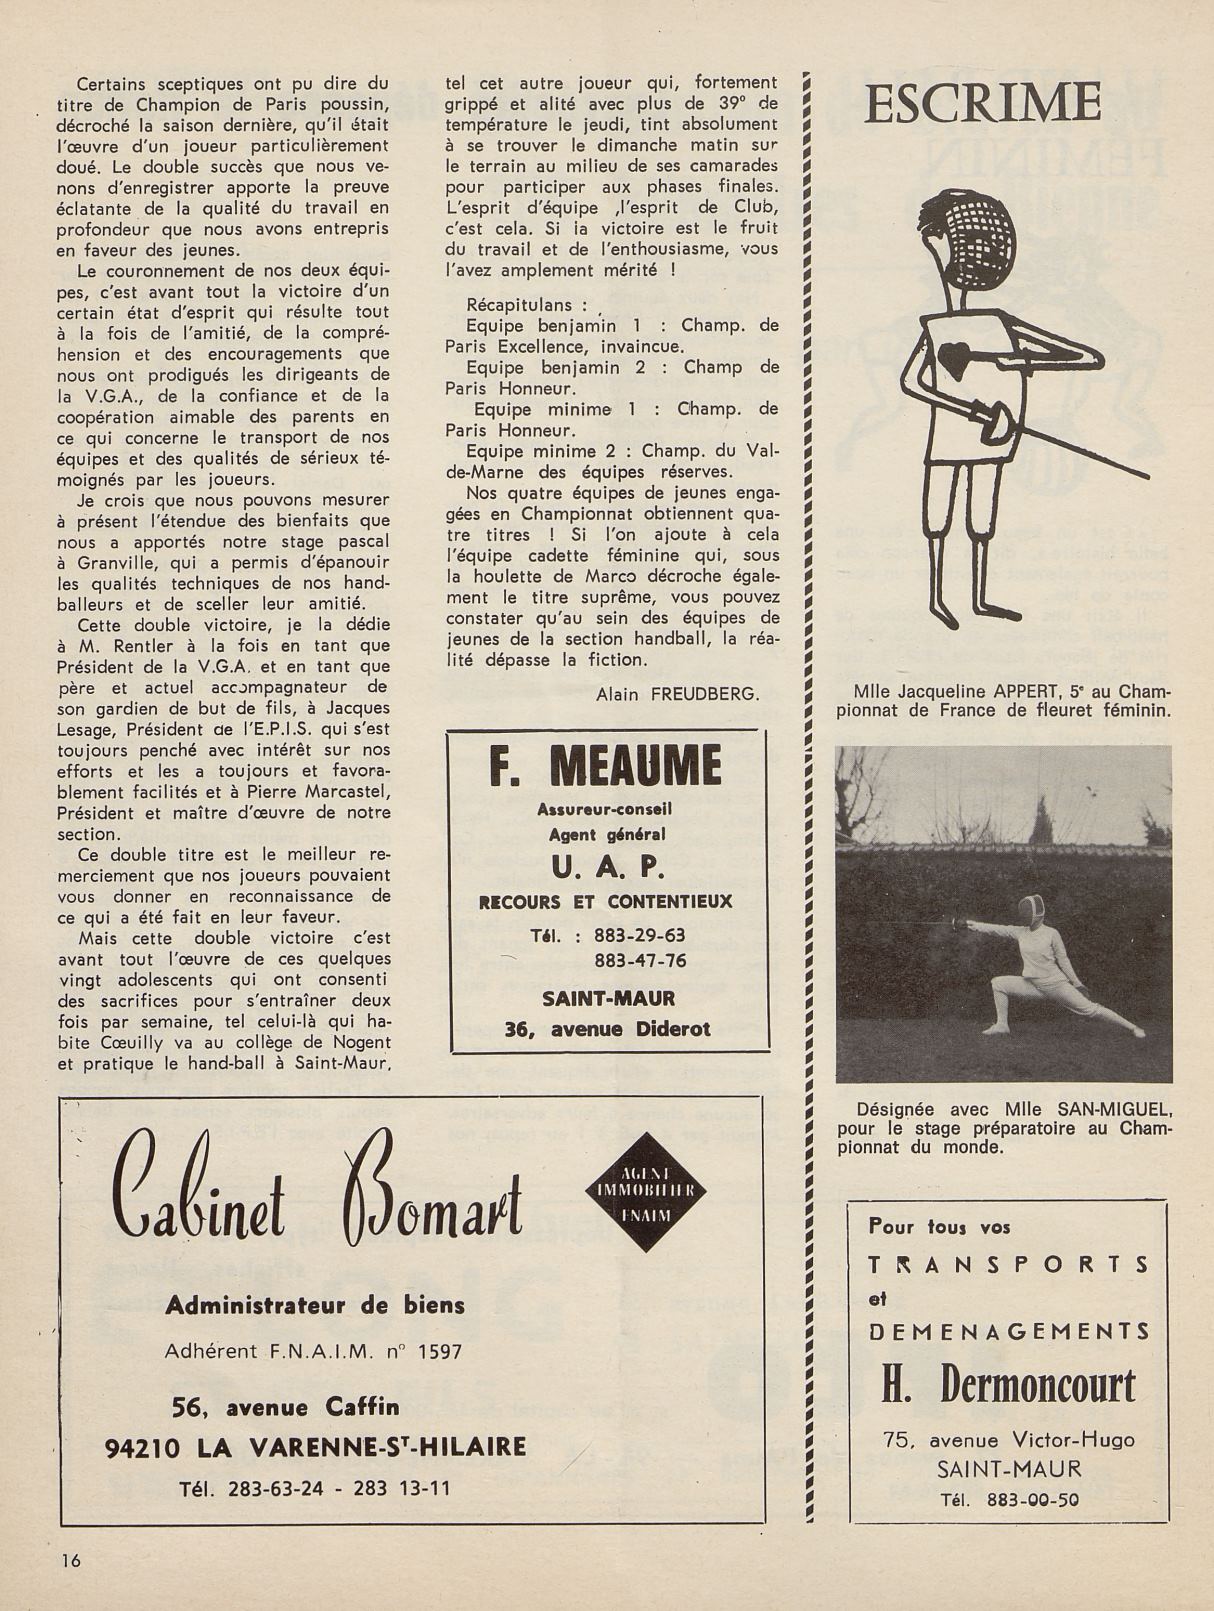 Certains sceptiques ont pu dire du
titre de Champion de Paris poussin,
décroché la saison dernière, qu'il était
l'œuvre d'un joueur particulièrement
doué. Le double succès que nous ve-
nons d'enregistrer apporte la preuve
éclatante de la qualité du travail en
profondeur que nous avons entrepris
en faveur des jeunes.
Le couronnement de nos deux équi-
pes, c'est avant tout la victoire d'un
certain état d'esprit qui résulte tout
à la fois de l'amitié, de la compré-
hension et des encouragements que
nous ont prodigués les dirigeants de
la V.G.A., de la confiance et de la
coopération aimable des parents en
ce qui concerne le transport de nos
équipes et des qualités de sérieux té-
moignés par les joueurs.
Je crois que nous pouvons mesurer
à présent l'étendue des bienfaits que
nous a apportés notre stage pascal
à Granville, qui a permis d'épanouir
les qualités techniques de nos hand-
balleurs et de sceller leur amitié.
Cette double victoire, je la dédie
à M. Rentler à la fois en tant que
Président de la V.G.A. et en tant que
père et actuel accompagnateur de
son gardien de but de fils, à Jacques
Lesage, Président de l'E.P.I.S. qui s'est
toujours penché avec intérêt sur nos
efforts et les a toujours et favora-
blement facilités et à Pierre Marcastel,
Président et maître d'œuvre de notre
section.
Ce double titre est le meilleur re-
merciement que nos joueurs pouvaient
vous donner en reconnaissance de
ce qui a été fait en leur faveur.
Mais cette double victoire c'est
avant tout l'œuvre de ces quelques
vingt adolescents qui ont consenti
des sacrifices pour s'entraîner deux
fois par semaine, tel celui-là qui ha-
bite Cœuilly va au collège de Nogent
et pratique le hand-ball à Saint-Maur,
tel cet autre joueur qui, fortement
grippé et alité avec plus de 39° de
température le jeudi, tint absolument
à se trouver le dimanche matin sur
le terrain au milieu de ses camarades
pour participer aux phases finales.
L'esprit d'équipe ,l'esprit de Club,
c'est cela. Si la victoire est le fruit
du travail et de l'enthousiasme, vous
l'avez amplement mérité !
Récapitulans :
Equipe benjamin 1 : Champ. de
Paris Excellence, invaincue.
Equipe benjamin 2 : Champ de
Paris Honneur.
Equipe minime 1 : Champ. de
Paris Honneur.
Equipe minime 2 : Champ. du Val-
de-Marne des équipes réserves.
Nos quatre équipes de jeunes enga-
gées en Championnat obtiennent qua-
tre titres ! Si l'on ajoute à cela
l'équipe cadette féminine qui, sous
la houlette de Marco décroche égale-
ment le titre suprême, vous pouvez
constater qu'au sein des équipes de
jeunes de la section handball, la réa-
lité dépasse la fiction.
Alain FREUDBERG.
F. MEAUME
Assureur-conseil
Agent général
U. A. P.
RECOURS ET CONTENTIEUX
Tél. : 883-29-63
883-47-76
SAINT-MAUR
36, avenue Diderot
Cabinet Bomart
AGENT
IMMOBILIER
FNAIM
Administrateur de biens
Adhérent F.N.A.I.M. n° 1597
56, avenue Caffin
94210 LA VARENNE-Sᵀ-HILAIRE
Tél. 283-63-24 - 283 13-11
ESCRIME
Mlle Jacqueline APPERT, 5ᵉ au Cham-
pionnat de France de fleuret féminin.
Désignée avec Mlle SAN-MIGUEL,
pour le stage préparatoire au Cham-
pionnat du monde.
Pour tous vos
TRANSPORTS
et
DEMENAGEMENTS
H. Dermoncourt
75, avenue Victor-Hugo
SAINT-MAUR
Tél. 883-00-50
16